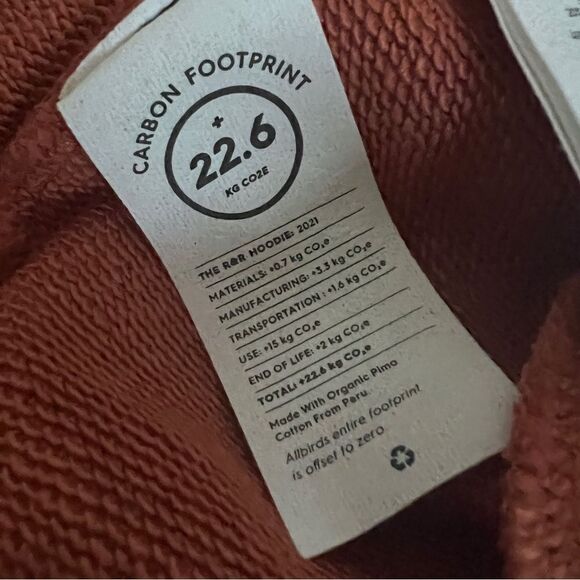 CARBON FOOTPRINT
+
22.6
KG CO2E
THE R&R HOODIE: 2021
MATERIALS: +0.7 kg CO₂e
MANUFACTURING: +3.3 kg CO₂e
TRANSPORTATION: +1.6 kg CO₂e
USE: +15 kg CO₂e
END OF LIFE: +2 kg CO₂e
TOTAL: +22.6 kg CO₂e
Made With Organic Pima
Cotton From Peru.
Allbirds entire footprint
is offset to zero